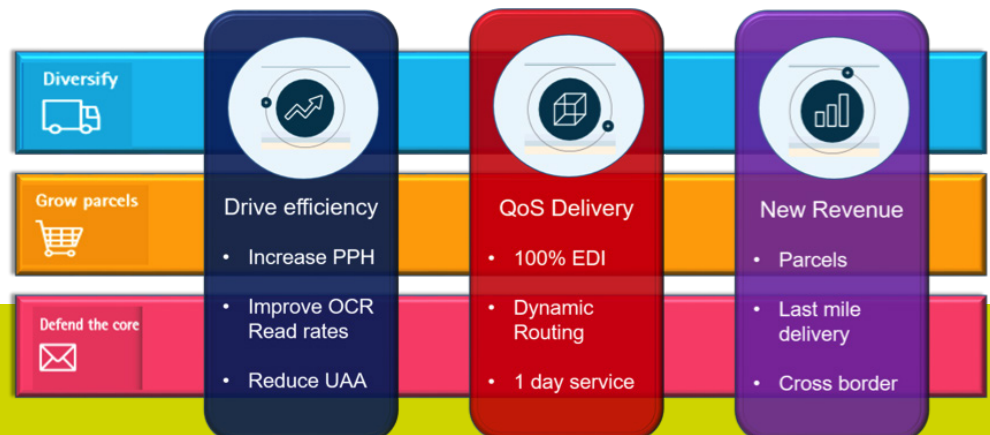 Diversify
Grow parcels
Defend the core
Drive efficiency
• Increase PPH
• Improve OCR
Read rates
• Reduce UAA
QoS Delivery
• 100% EDI
• Dynamic
Routing
• 1 day service
New Revenue
• Parcels
• Last mile
delivery
• Cross border